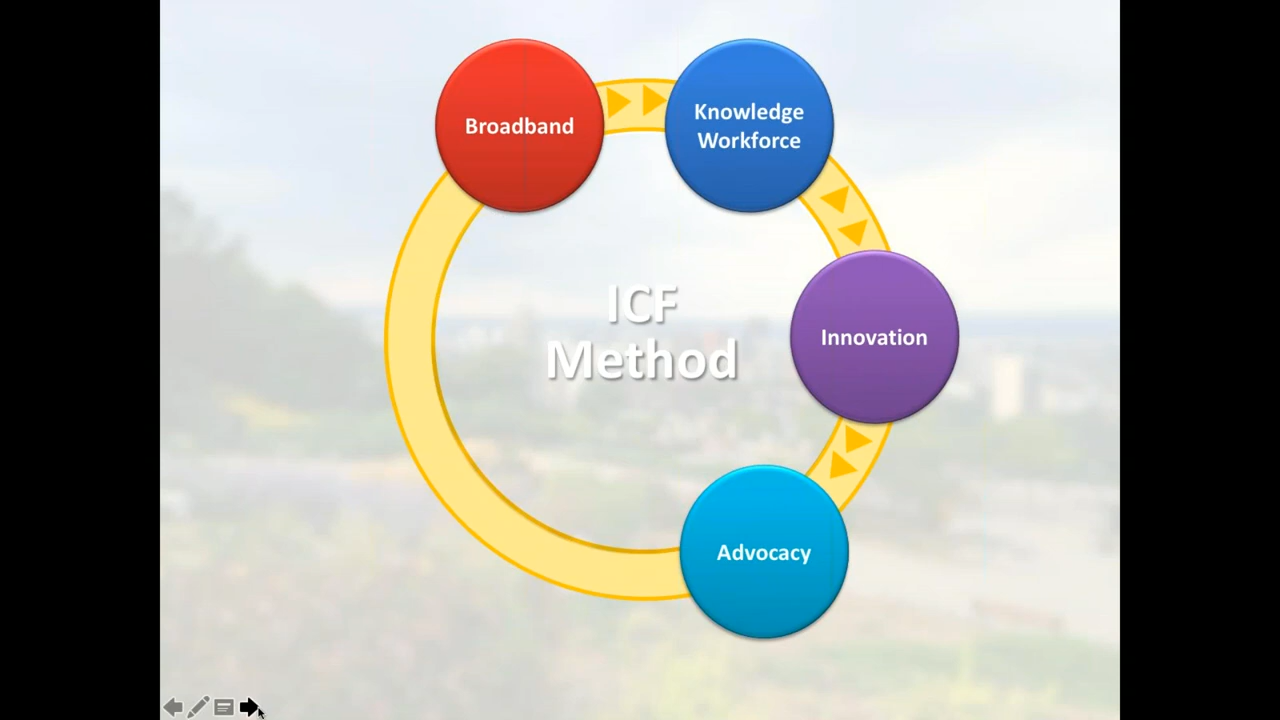 Broadband
Knowledge
Workforce
ICF
Method
Innovation
Advocacy